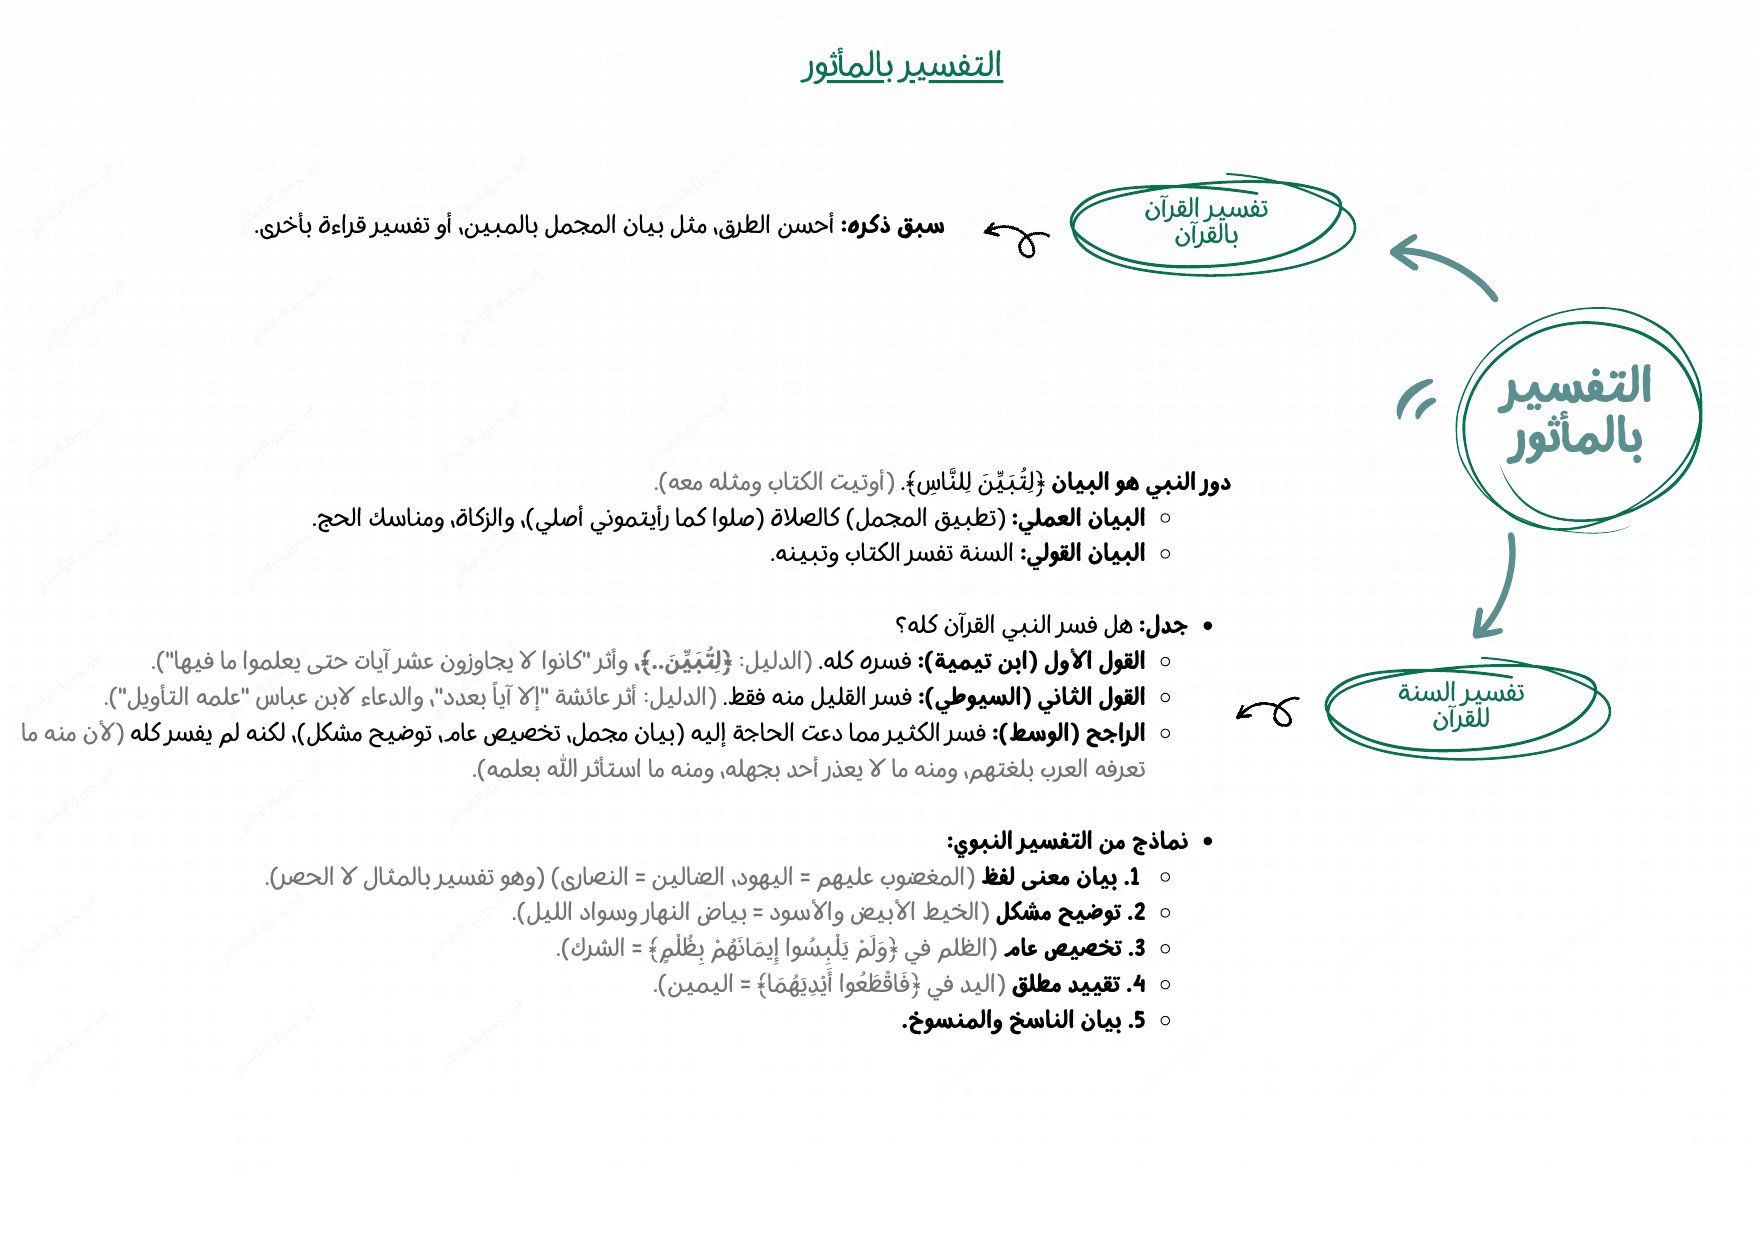 التفسير بالمأثور
تفسير القرآن
بالقرآن
سبق ذكره: أحسن الطرق، مثل بيان المجمل بالمبين، أو تفسير قراءة بأخرى.
التفسير
بالمأثور
دور النبي هو البيان ﴿لِتُبَيِّنَ لِلنَّاسِ﴾. (أوتيت الكتاب ومثله معه).
البيان العملي: (تطبيق المجمل) كالصلاة (صلوا كما رأيتموني أصلي)، والزكاة، ومناسك الحج.
البيان القولي: السنة تفسر الكتاب وتبينه.
تفسير السنة
للقرآن
جدل: هل فسر النبي القرآن كله؟
القول الأول (ابن تيمية): فسره كله. (الدليل: ﴿لِتُبَيِّنَ..﴾، وأثر "كانوا لا يجاوزون عشر آيات حتى يعلموا ما فيها").
القول الثاني (السيوطي): فسر القليل منه فقط. (الدليل: أثر عائشة "إلا آياً بعدد"، والدعاء لابن عباس "علمه التأويل").
الراجح (الوسط): فسر الكثير مما دعت الحاجة إليه (بيان مجمل، تخصيص عام، توضيح مشكل)، لكنه لم يفسر كله (لأن منه ما
تعرفه العرب بلغتهم، ومنه ما لا يعذر أحد بجهله، ومنه ما استأثر الله بعلمه).
نماذج من التفسير النبوي:
1. بيان معنى لفظ (المغضوب عليهم = اليهود، الضالين = النصارى) (وهو تفسير بالمثال لا الحصر).
2. توضيح مشكل (الخيط الأبيض والأسود = بياض النهار وسواد الليل).
3. تخصيص عام (الظلم في ﴿وَلَمْ يَلْبِسُوا إِيمَانَهُمْ بِظُلْمٍ﴾ = الشرك).
4. تقييد مطلق (اليد في ﴿فَاقْطَعُوا أَيْدِيَهُمَا﴾ = اليمين).
5. بيان الناسخ والمنسوخ.